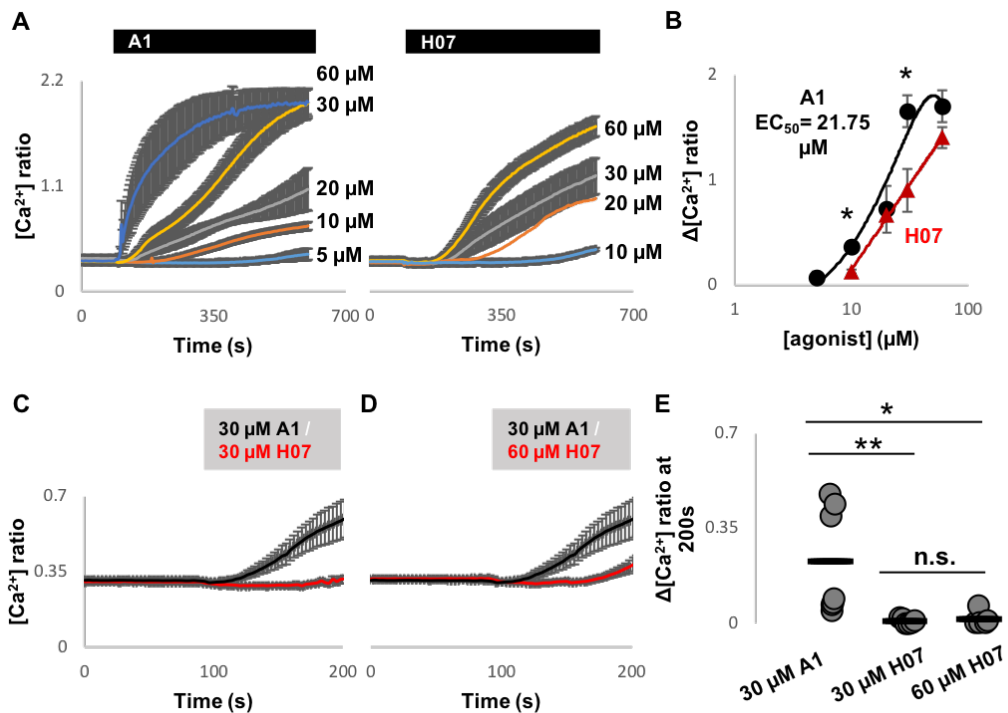 A
A1
H07
[Ca²⁺] ratio
2.2
1.1
0
60 µM
30 µM
20 µM
10 µM
5 µM
60 µM
30 µM
20 µM
10 µM
0
350
700
0
350
700
Time (s)
Time (s)
B
Δ[Ca²⁺] ratio
2
1
0
A1
EC₅₀= 21.75
µM
*
*
H07
1
10
100
[agonist] (µM)
C
30 µM A1 /
30 µM H07
[Ca²⁺] ratio
0.7
0.35
0
0
100
200
Time (s)
D
30 µM A1 /
60 µM H07
0
100
200
Time (s)
E
Δ[Ca²⁺] ratio at
200s
0.7
0.35
0
*
**
n.s.
30 µM A1
30 µM H07
60 µM H07